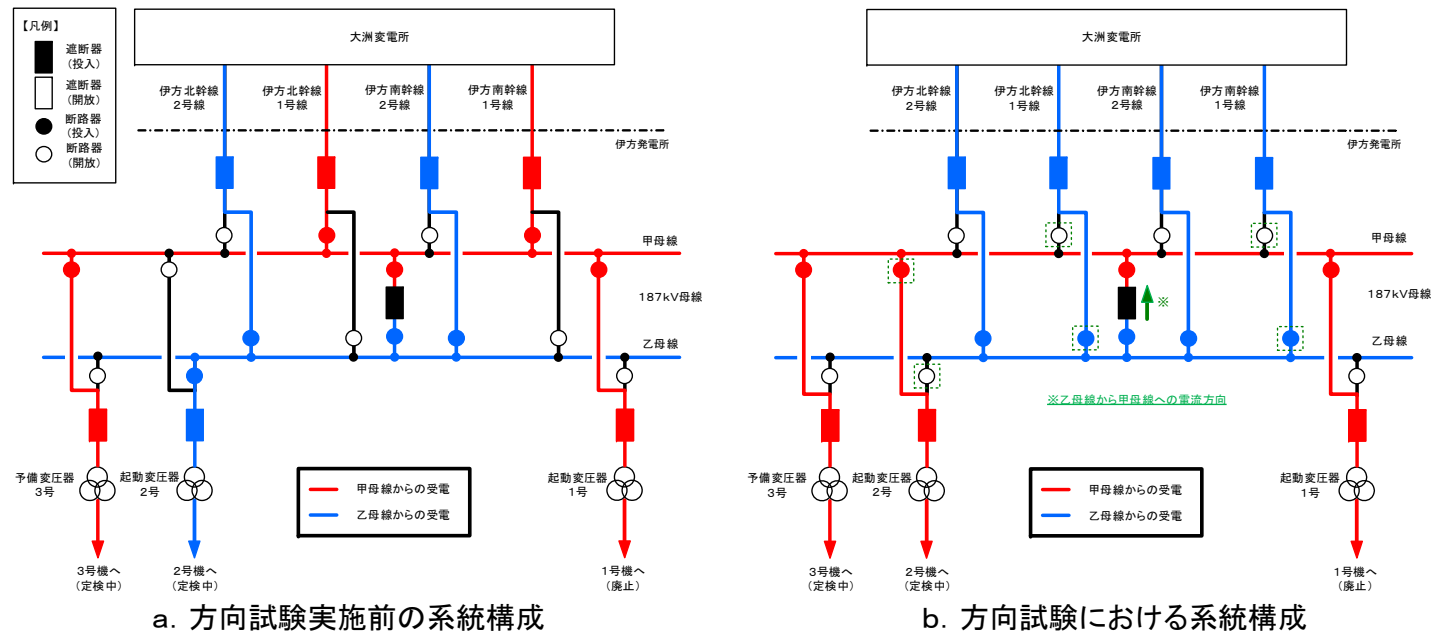 【凡例】
遮断器
(投入)
遮断器
(開放)
断路器
(投入)
断路器
(開放)
大洲変電所
伊方北幹線
2号線
伊方北幹線
1号線
伊方南幹線
2号線
伊方南幹線
1号線
伊方発電所
甲母線
187kV母線
乙母線
予備変圧器
3号
起動変圧器
2号
起動変圧器
1号
甲母線からの受電
乙母線からの受電
3号機へ
(定検中)
2号機へ
(定検中)
1号機へ
(廃止)
a. 方向試験実施前の系統構成
大洲変電所
伊方北幹線
2号線
伊方北幹線
1号線
伊方南幹線
2号線
伊方南幹線
1号線
伊方発電所
甲母線
※
187kV母線
乙母線
※乙母線から甲母線への電流方向
予備変圧器
3号
起動変圧器
2号
起動変圧器
1号
甲母線からの受電
乙母線からの受電
3号機へ
(定検中)
2号機へ
(定検中)
1号機へ
(廃止)
b. 方向試験における系統構成